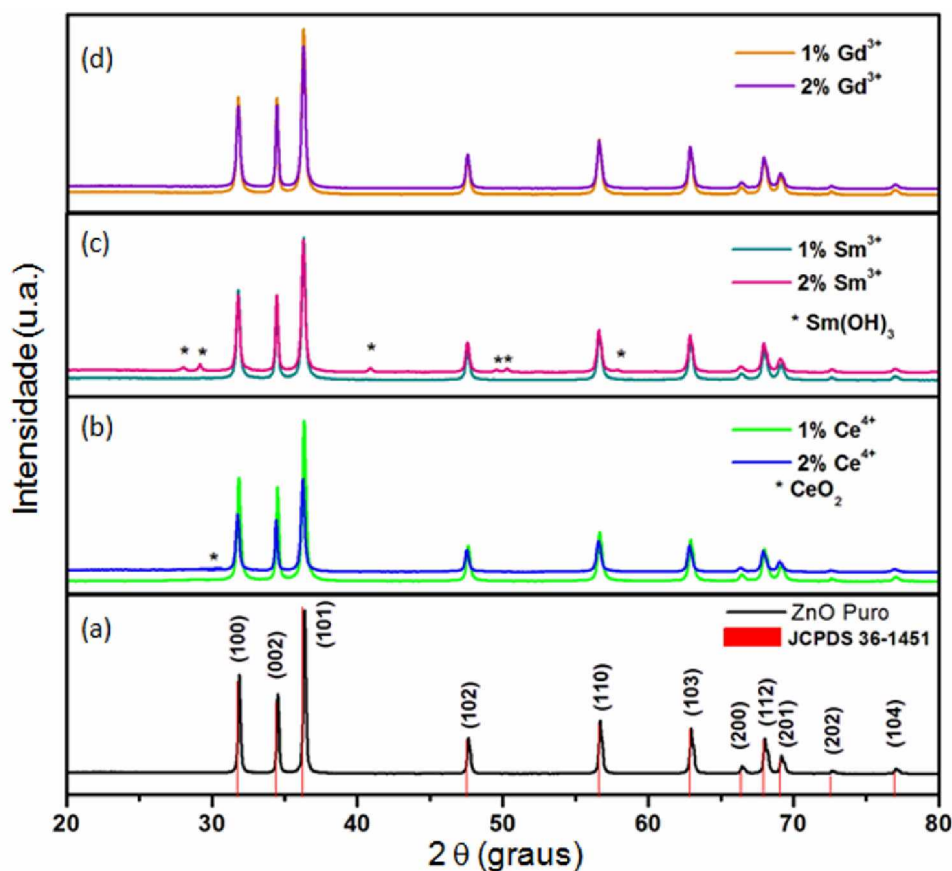 (d)
1% Gd³⁺
2% Gd³⁺
(c)
1% Sm³⁺
2% Sm³⁺
* Sm(OH)₃
* * * ** *
(b)
1% Ce⁴⁺
2% Ce⁴⁺
* CeO₂
*
(a)
ZnO Puro
JCPDS 36-1451
(100) (002) (101) (102) (110) (103) (200) (112) (201) (202) (104)
20 30 40 50 60 70 80
2 θ (graus)
Intensidade (u.a.)